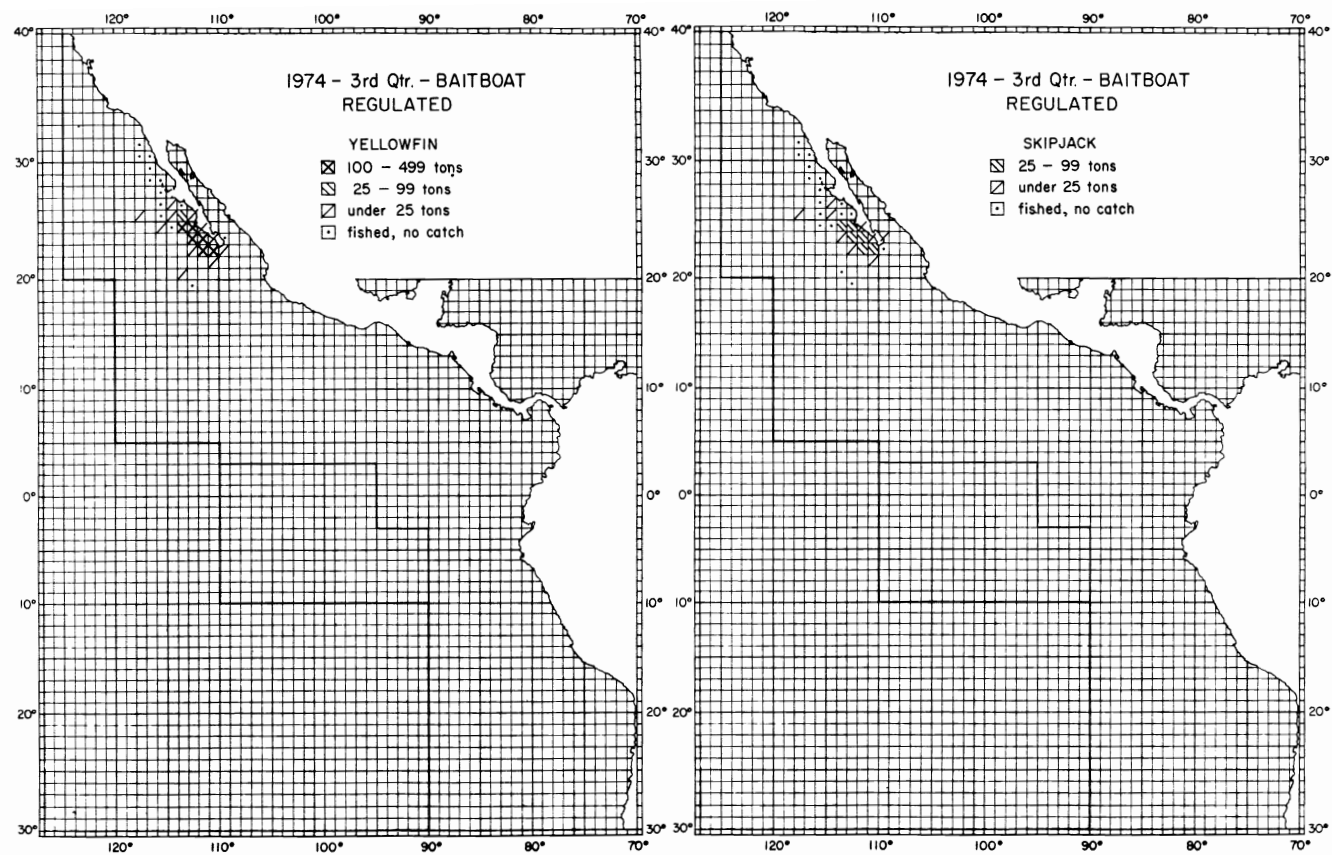 120° 110° 100° 90° 80° 70°
40° 40°
1974 – 3rd Qtr. – BAITBOAT
REGULATED
YELLOWFIN
100 – 499 tons
25 – 99 tons
under 25 tons
fished, no catch
30° 30°
20° 20°
10° 10°
0° 0°
10° 10°
20° 20°
30° 30°
120° 110° 100° 90° 80° 70°
120° 110° 100° 90° 80° 70°
40° 40°
1974 – 3rd Qtr. – BAITBOAT
REGULATED
SKIPJACK
25 – 99 tons
under 25 tons
fished, no catch
30° 30°
20° 20°
10° 10°
0° 0°
10° 10°
20° 20°
30° 30°
120° 110° 100° 90° 80° 70°